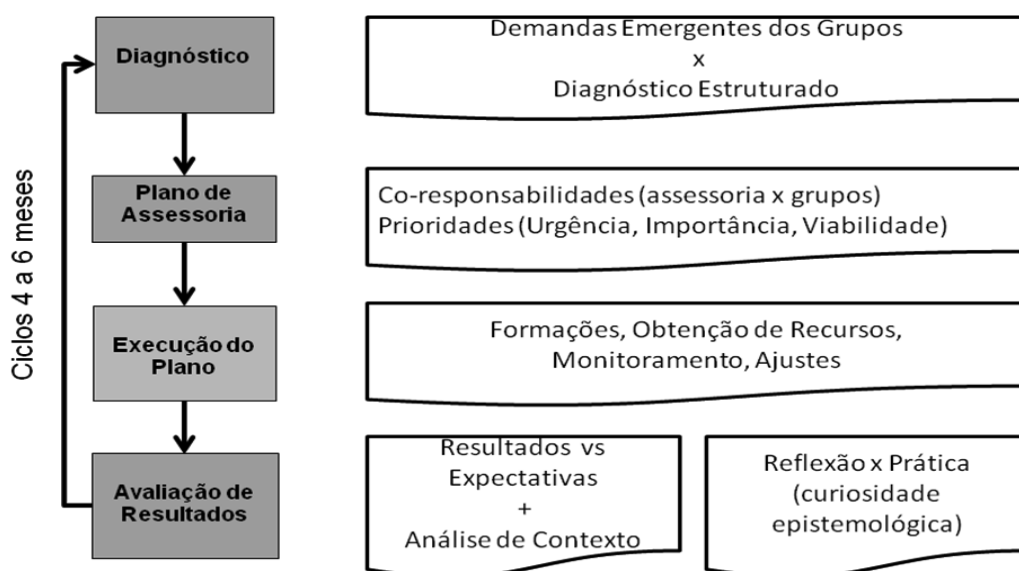 Diagnóstico
Demandas Emergentes dos Grupos
x
Diagnóstico Estruturado
Plano de
Assessoria
Co-responsabilidades (assessoria x grupos)
Prioridades (Urgência, Importância, Viabilidade)
Execução do
Plano
Formações, Obtenção de Recursos,
Monitoramento, Ajustes
Avaliação de
Resultados
Resultados vs
Expectativas
+
Análise de Contexto
Reflexão x Prática
(curiosidade
epistemológica)
Ciclos 4 a 6 meses